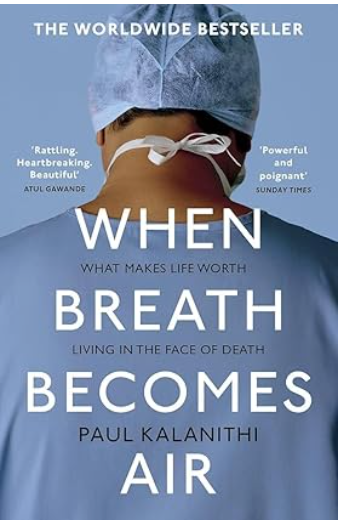 THE WORLDWIDE BESTSELLER
'Rattling.
Heartbreaking.
Beautiful'
ATUL GAWANDE
'Powerful
and
poignant'
SUNDAY TIMES
WHEN
WHAT MAKES LIFE WORTH
BREATH
LIVING IN THE FACE OF DEATH
BECOMES
PAUL KALANITHI
AIR